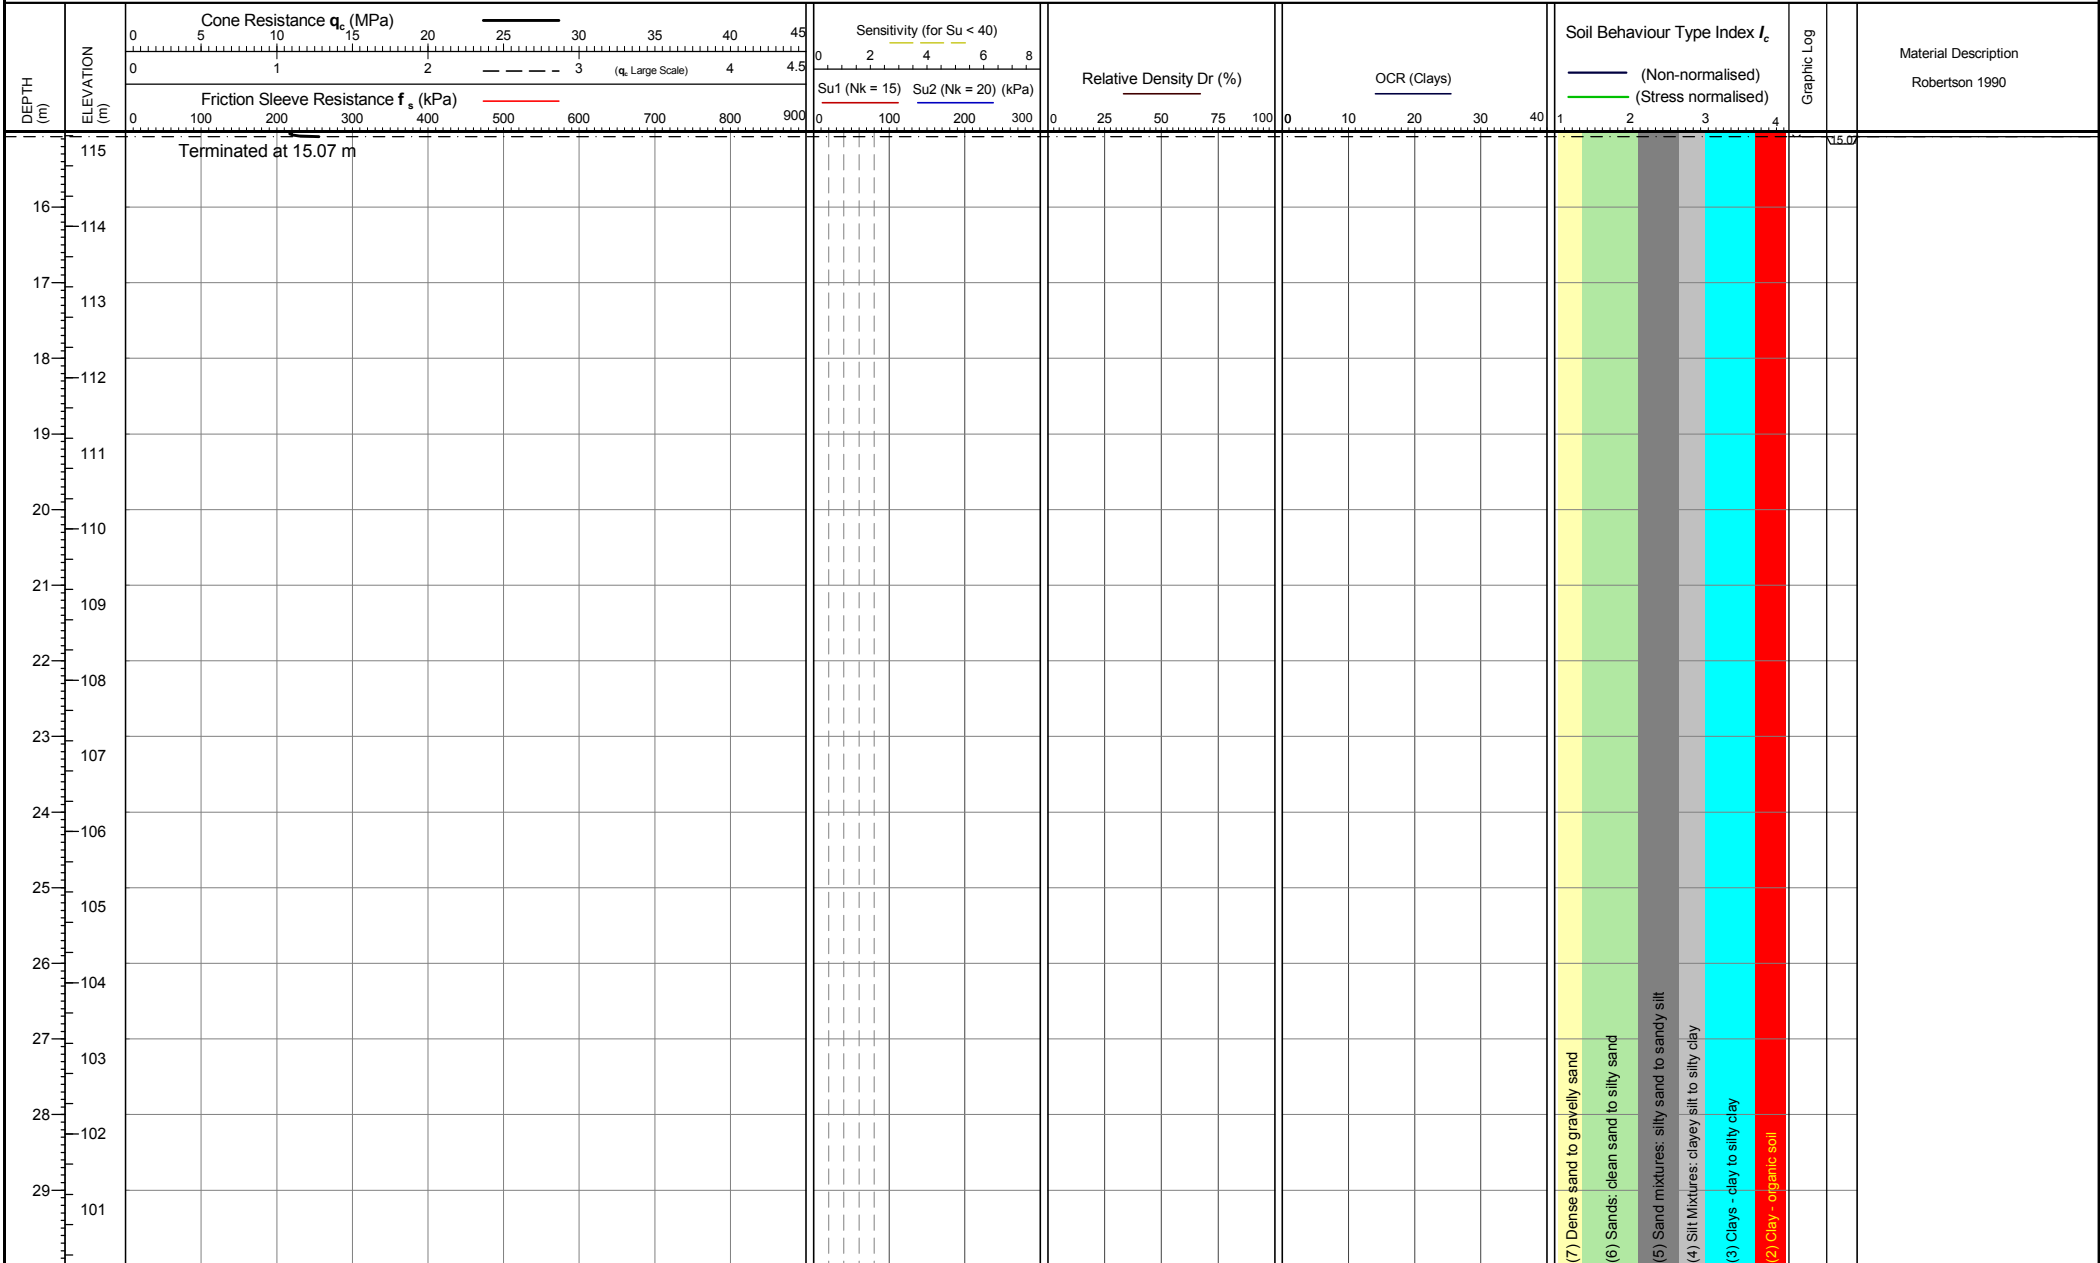 Cone Resistance qc (MPa)
0 5 10 15 20 25 30 35 40 45
0 1 2 3 (qc Large Scale) 4 4.5
Friction Sleeve Resistance f s (kPa)
0 100 200 300 400 500 600 700 800 900
DEPTH
(m)
ELEVATION
(m)
Sensitivity (for Su < 40)
0 2 4 6 8
Su1 (Nk = 15) Su2 (Nk = 20) (kPa)
0 100 200 300
Relative Density Dr (%)
0 25 50 75 100
OCR (Clays)
0 10 20 30 40
Soil Behaviour Type Index Ic
(Non-normalised)
(Stress normalised)
1 2 3 4
Graphic Log
Material Description
Robertson 1990
Terminated at 15.07 m
115
16
114
17
113
18
112
19
111
20
110
21
109
22
108
23
107
24
106
25
105
26
104
27
103
28
102
29
101
(7) Dense sand to gravelly sand
(6) Sands: clean sand to silty sand
(5) Sand mixtures: silty sand to sandy silt
(4) Silt Mixtures: clayey silt to silty clay
(3) Clays - clay to silty clay
(2) Clay - organic soil